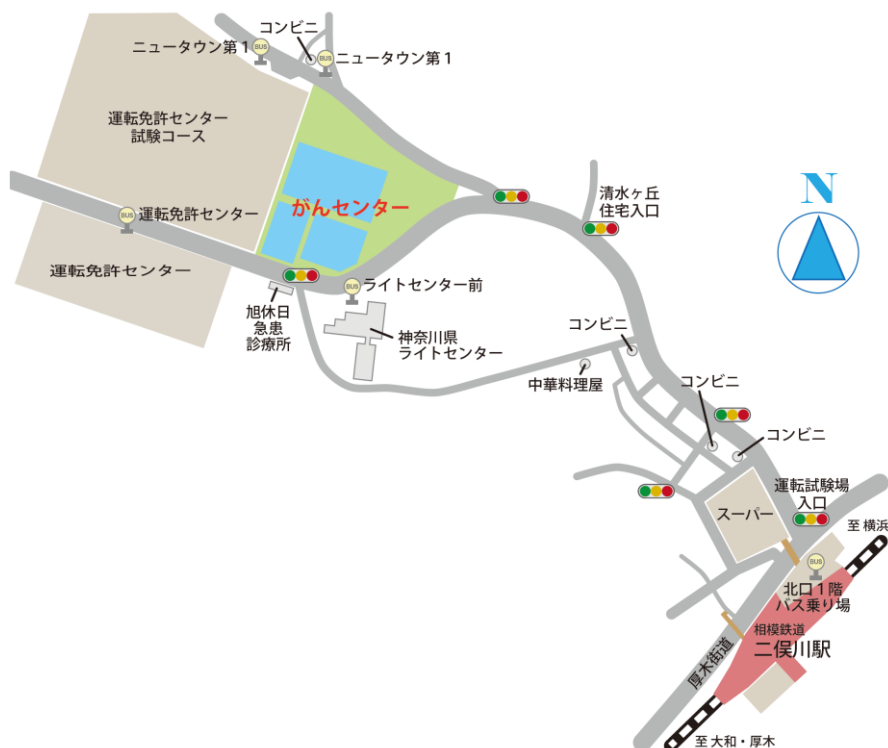 コンビニ
ニュータウン第1
BUS
BUS
ニュータウン第1
運転免許センター
試験コース
N
がんセンター
清水ヶ丘
住宅入口
BUS
運転免許センター
運転免許センター
BUS
ライトセンター前
旭休日
急患
診療所
神奈川県
ライトセンター
コンビニ
中華料理屋
コンビニ
コンビニ
運転試験場
入口
スーパー
至 横浜
BUS
北口1階
バス乗り場
相模鉄道
二俣川駅
厚木街道
至 大和・厚木